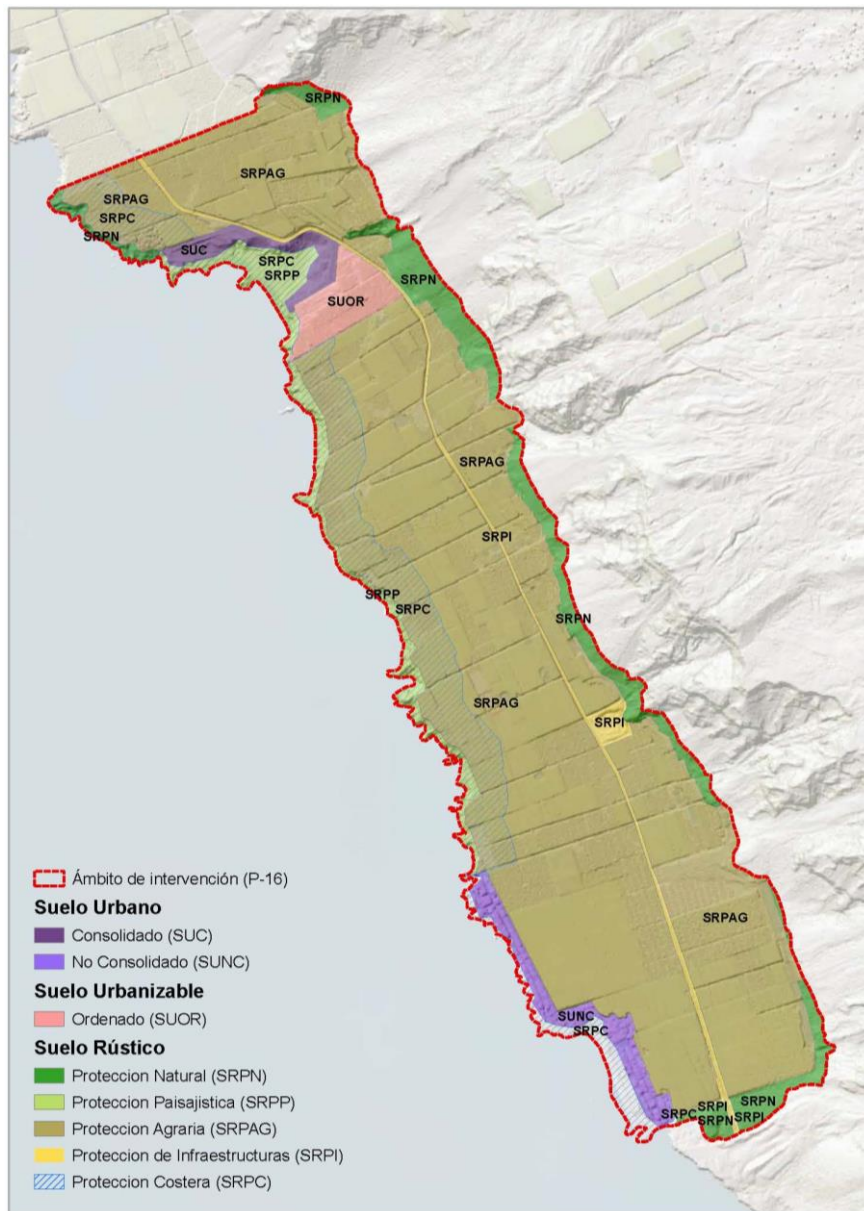 SRPN
SRPAG
SRPAG
SRPC
SRPN
SUC
SRPC
SRPP
SRPN
SUOR
SRPAG
SRPI
SRPP
SRPC
SRPN
SRPAG
SRPI
SRPAG
SUNC
SRPC
SRPC
SRPI
SRPN
SRPN
SRPI
Ámbito de intervención (P-16)
Suelo Urbano
Consolidado (SUC)
No Consolidado (SUNC)
Suelo Urbanizable
Ordenado (SUOR)
Suelo Rústico
Proteccion Natural (SRPN)
Proteccion Paisajistica (SRPP)
Proteccion Agraria (SRPAG)
Proteccion de Infraestructuras (SRPI)
Proteccion Costera (SRPC)